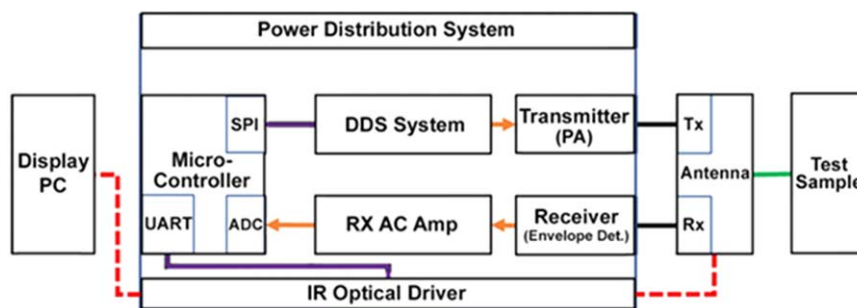 Power Distribution System
Display
PC
Micro-
Controller
SPI
UART
ADC
DDS System
Transmitter
(PA)
RX AC Amp
Receiver
(Envelope Det.)
Tx
Antenna
Rx
Test
Sample
IR Optical Driver